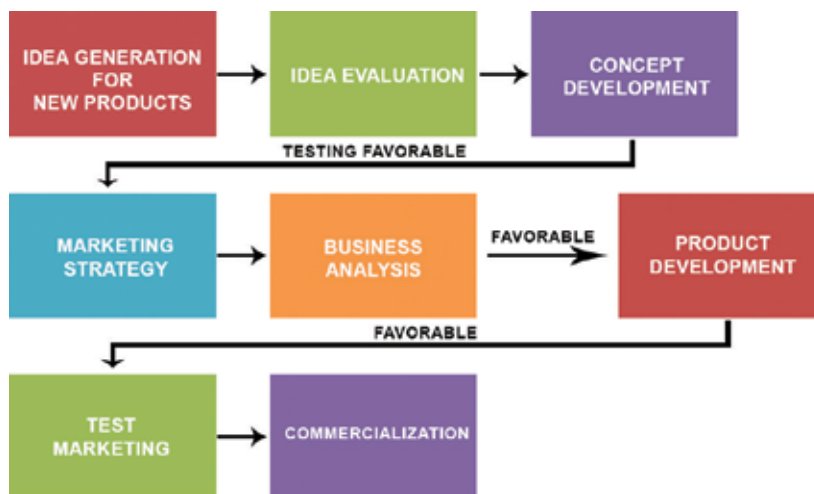 IDEA GENERATION
FOR
NEW PRODUCTS
IDEA EVALUATION
CONCEPT
DEVELOPMENT
TESTING FAVORABLE
MARKETING
STRATEGY
BUSINESS
ANALYSIS
FAVORABLE
PRODUCT
DEVELOPMENT
FAVORABLE
TEST
MARKETING
COMMERCIALIZATION